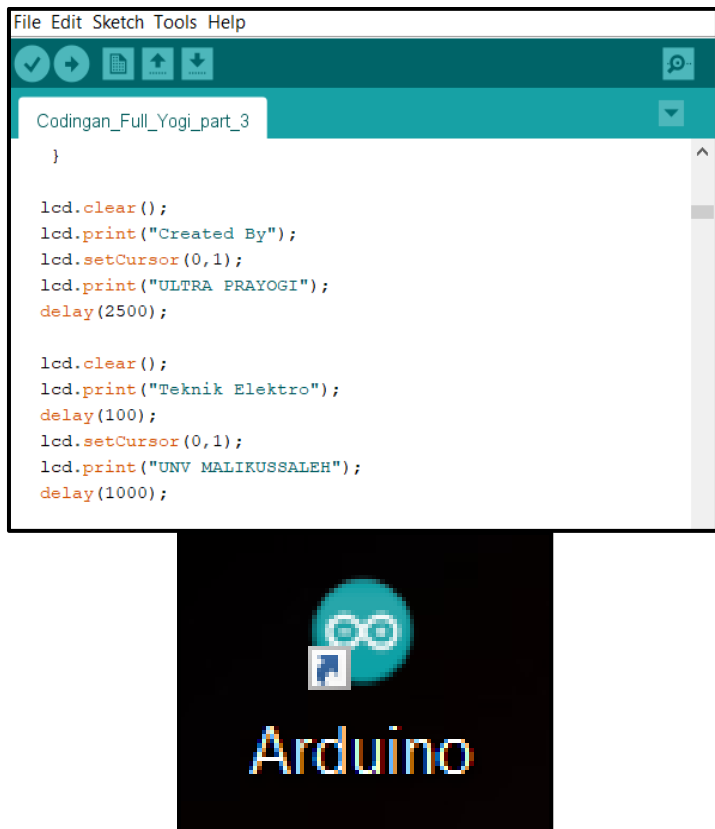 File Edit Sketch Tools Help
Codingan_Full_Yogi_part_3
}
lcd.clear();
lcd.print("Created By");
lcd.setCursor(0,1);
lcd.print("ULTRA PRAYOGI");
delay(2500);
lcd.clear();
lcd.print("Teknik Elektro");
delay(100);
lcd.setCursor(0,1);
lcd.print("UNV MALIKUSSALEH");
delay(1000);
Arduino